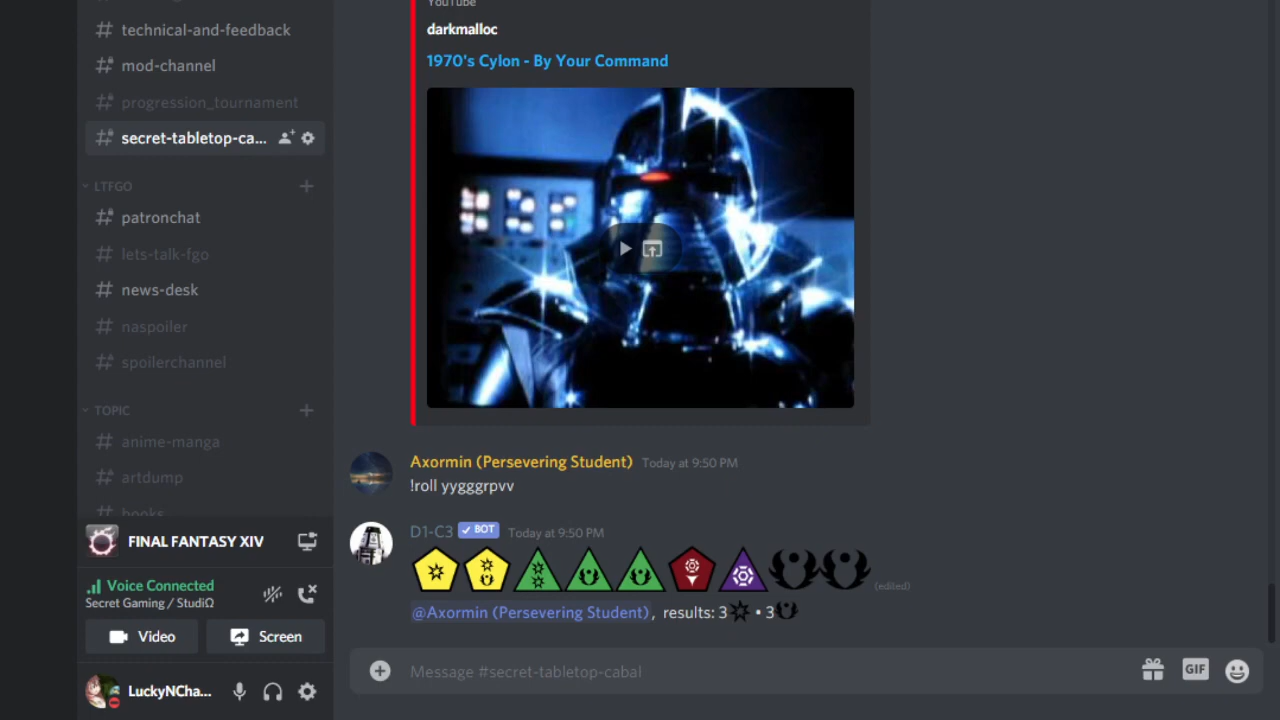 technical-and-feedback
mod-channel
progression_tournament
secret-tabletop-ca...
LTFGO
patronchat
lets-talk-fgo
news-desk
naspoiler
spoilerchannel
TOPIC
anime-manga
artdump
books
FINAL FANTASY XIV
Voice Connected
Secret Gaming / StudiΩ
Video
Screen
LuckyNCha...
YouTube
darkmalloc
1970's Cylon - By Your Command
Axormin (Persevering Student) Today at 9:50 PM
!roll yygggrpvv
D1-C3 ✓ BOT Today at 9:50 PM
(edited)
@Axormin (Persevering Student), results: 3 • 3
Message #secret-tabletop-cabal
GIF